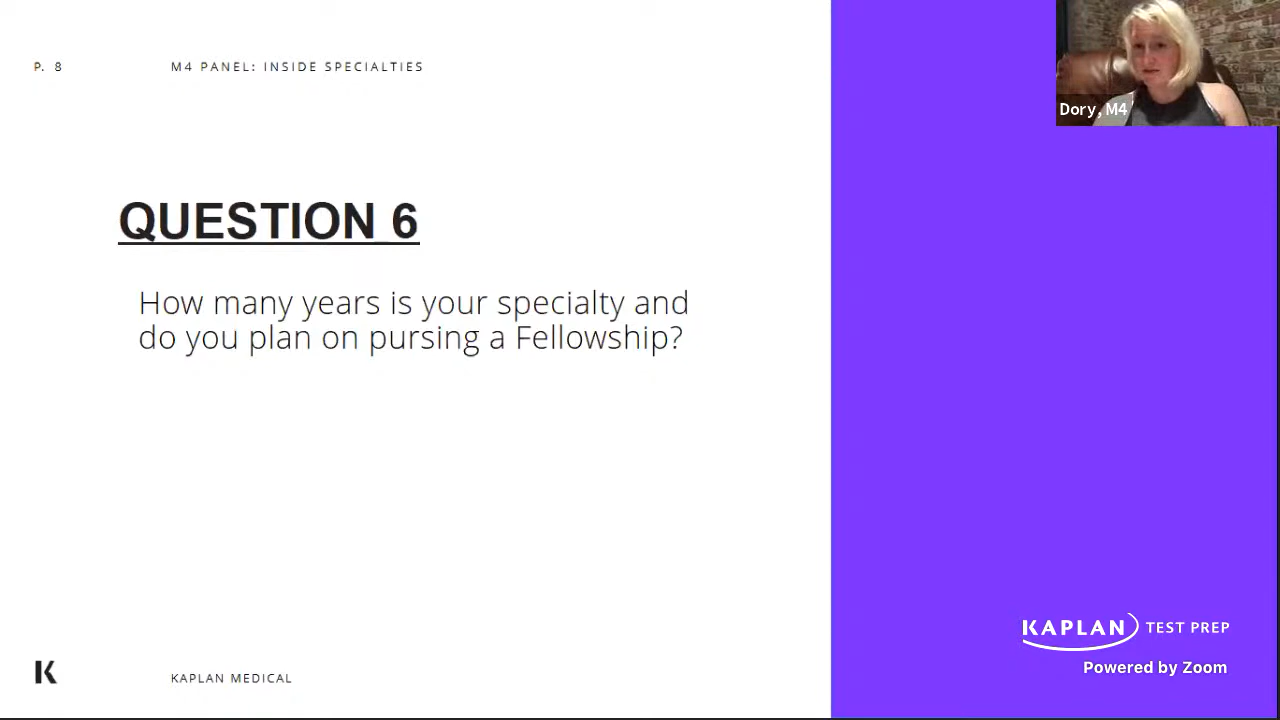 P. 8
M4 PANEL: INSIDE SPECIALTIES
Dory, M4
QUESTION 6
How many years is your specialty and
do you plan on pursing a Fellowship?
KAPLAN TEST PREP
Powered by Zoom
K
KAPLAN MEDICAL